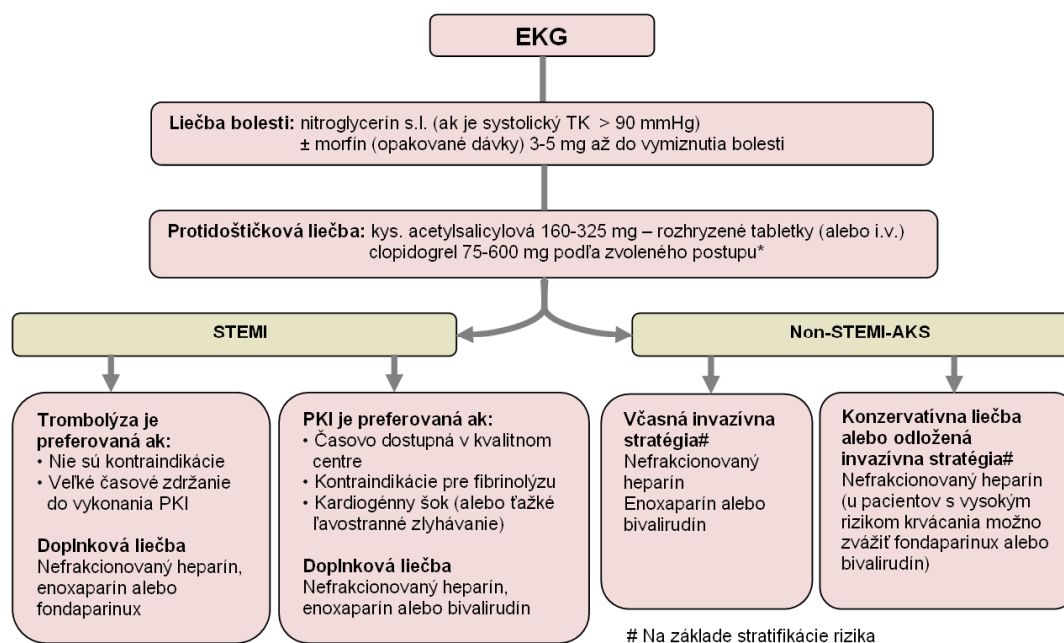 EKG
Liečba bolesti: nitroglycerín s.l. (ak je systolický TK > 90 mmHg)
± morfín (opakované dávky) 3-5 mg až do vymiznutia bolesti
Protidoštičková liečba: kys. acetylsalicylová 160-325 mg – rozhryzené tabletky (alebo i.v.)
clopidogrel 75-600 mg podľa zvoleného postupu*
STEMI
Non-STEMI-AKS
Trombolýza je
preferovaná ak:
• Nie sú kontraindikácie
• Veľké časové zdržanie
do vykonania PKI
Doplnková liečba
Nefrakcionovaný heparín,
enoxaparín alebo
fondaparinux
PKI je preferovaná ak:
• Časovo dostupná v kvalitnom
centre
• Kontraindikácie pre fibrinolýzu
• Kardiogénny šok (alebo ťažké
ľavostranné zlyhávanie)
Doplnková liečba
Nefrakcionovaný heparín,
enoxaparín alebo bivalirudín
Včasná invazívna
stratégia#
Nefrakcionovaný
heparín
Enoxaparín alebo
bivalirudín
Konzervatívna liečba
alebo odložená
invazívna stratégia#
Nefrakcionovaný heparín
(u pacientov s vysokým
rizikom krvácania možno
zvážiť fondaparinux alebo
bivalirudín)
# Na základe stratifikácie rizika